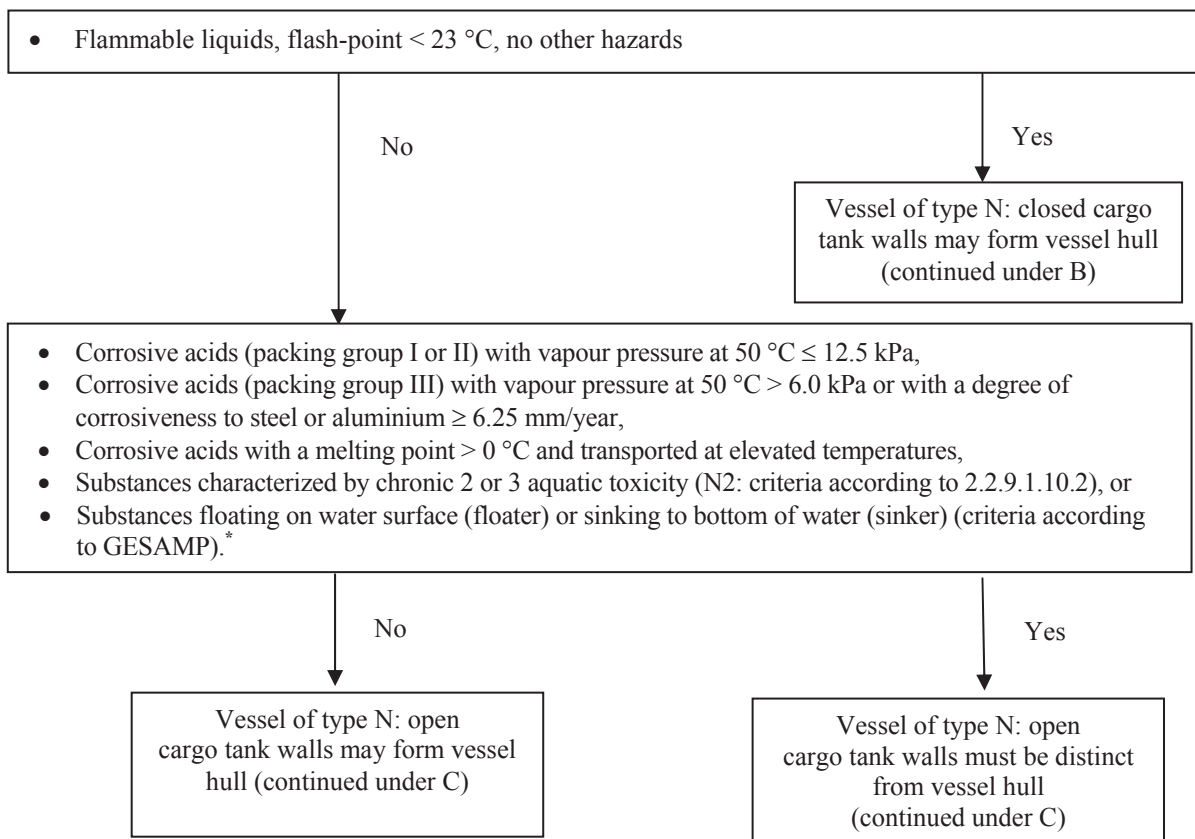 • Flammable liquids, flash-point < 23 °C, no other hazards
No
Yes
Vessel of type N: closed cargo
tank walls may form vessel hull
(continued under B)
• Corrosive acids (packing group I or II) with vapour pressure at 50 °C ≤ 12.5 kPa,
• Corrosive acids (packing group III) with vapour pressure at 50 °C > 6.0 kPa or with a degree of
corrosiveness to steel or aluminium ≥ 6.25 mm/year,
• Corrosive acids with a melting point > 0 °C and transported at elevated temperatures,
• Substances characterized by chronic 2 or 3 aquatic toxicity (N2: criteria according to 2.2.9.1.10.2), or
• Substances floating on water surface (floater) or sinking to bottom of water (sinker) (criteria according
to GESAMP).*
No
Yes
Vessel of type N: open
cargo tank walls may form vessel
hull (continued under C)
Vessel of type N: open
cargo tank walls must be distinct
from vessel hull
(continued under C)